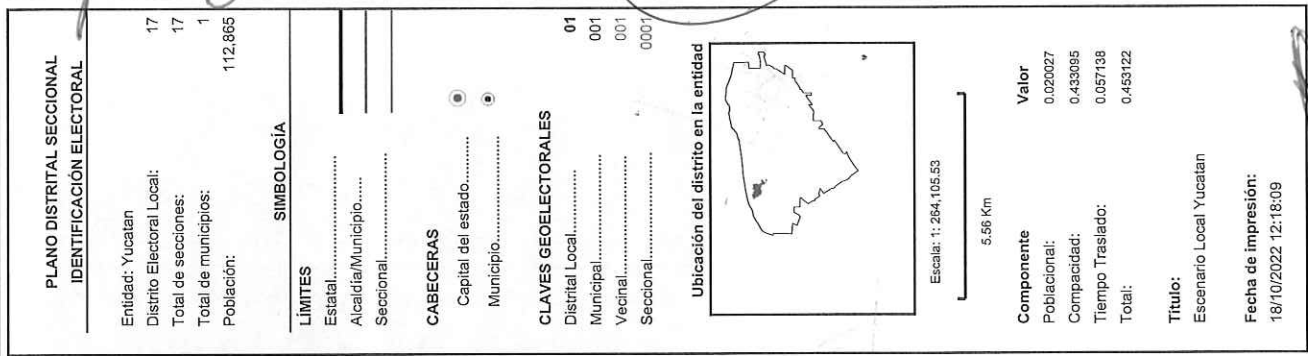 PLANO DISTRITAL SECCIONAL
IDENTIFICACIÓN ELECTORAL
Entidad: Yucatan
Distrito Electoral Local: 17
Total de secciones: 17
Total de municipios: 1
Población: 112,865
SIMBOLOGÍA
LÍMITES
Estatal
Alcaldía/Municipio
Seccional
CABECERAS
Capital del estado
Municipio
CLAVES GEOELECTORALES
Distrital Local 01
Municipal 001
Vecinal 001
Seccional 0001
Ubicación del distrito en la entidad
Escala: 1: 264,105.53
5.56 Km
Componente Valor
Poblacional: 0.020027
Compacidad: 0.433095
Tiempo Traslado: 0.057138
Total: 0.453122
Titulo:
Escenario Local Yucatan
Fecha de impresión:
18/10/2022 12:18:09